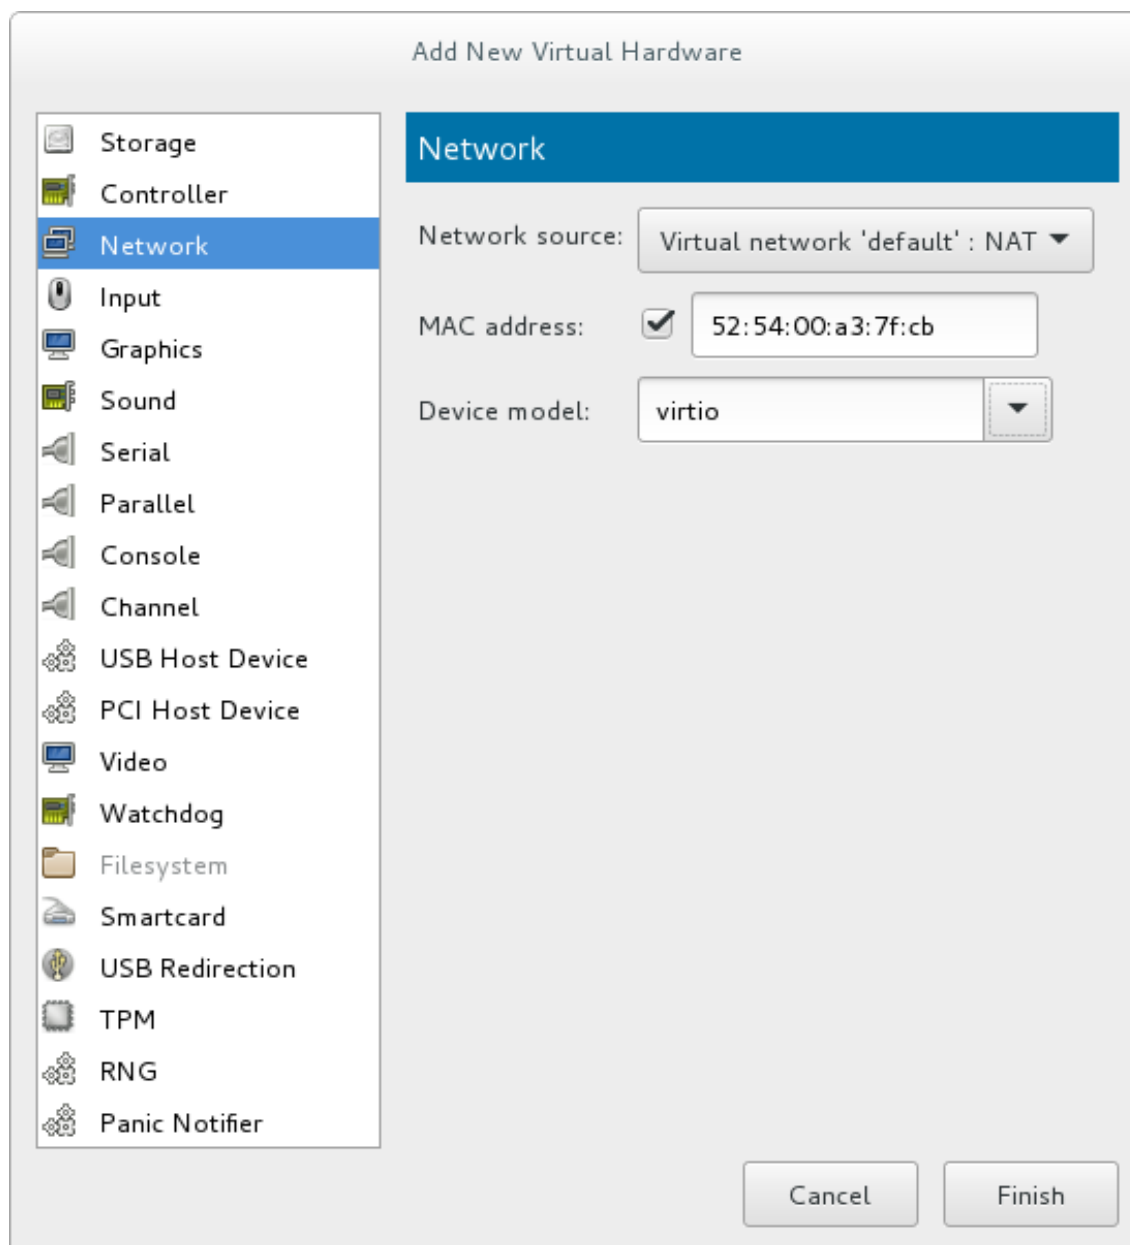 Add New Virtual Hardware
Storage
Controller
Network
Input
Graphics
Sound
Serial
Parallel
Console
Channel
USB Host Device
PCI Host Device
Video
Watchdog
Filesystem
Smartcard
USB Redirection
TPM
RNG
Panic Notifier
Network
Network source: Virtual network 'default' : NAT
MAC address: 52:54:00:a3:7f:cb
Device model: virtio
Cancel Finish